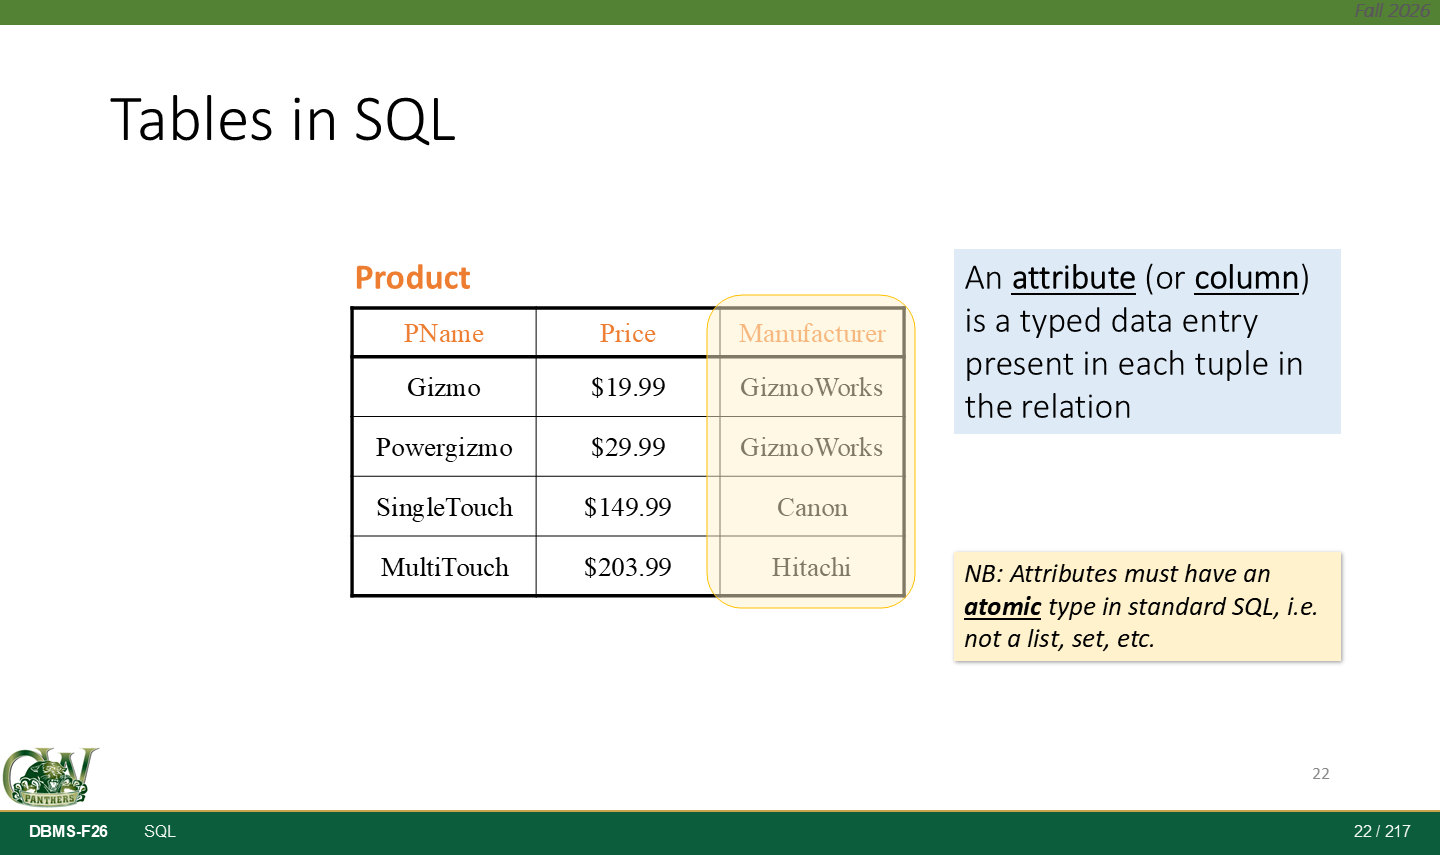 Fall 2026
Tables in SQL
Product
PName Price Manufacturer
Gizmo $19.99 GizmoWorks
Powergizmo $29.99 GizmoWorks
SingleTouch $149.99 Canon
MultiTouch $203.99 Hitachi
An attribute (or column)
is a typed data entry
present in each tuple in
the relation
NB: Attributes must have an
atomic type in standard SQL, i.e.
not a list, set, etc.
22
OW
PANTHERS
DBMS-F26 SQL 22 / 217